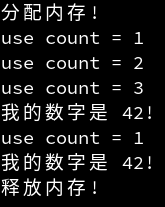 分配内存!
use count = 1
use count = 2
use count = 3
我的数字是 42!
use count = 1
我的数字是 42!
释放内存!